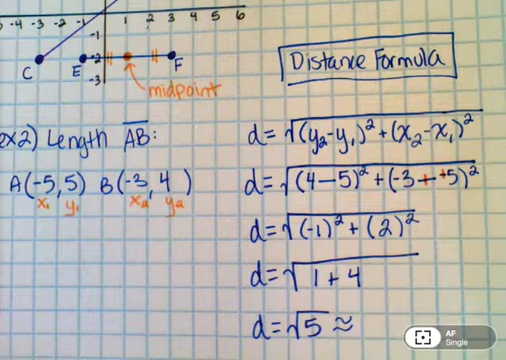 -4 -3 -2 -1 1 2 3 4 5 6
-1
-2
-3
C E F
midpoint
Distance Formula
ex2) Length AB:
A(-5, 5) B(-3, 4)
x₁ y₁ x₂ y₂
d = √(y₂-y₁)² + (x₂-x₁)²
d = √(4-5)² + (-3 + +5)²
d = √(-1)² + (2)²
d = √1 + 4
d = √5 ≈
AF
Single